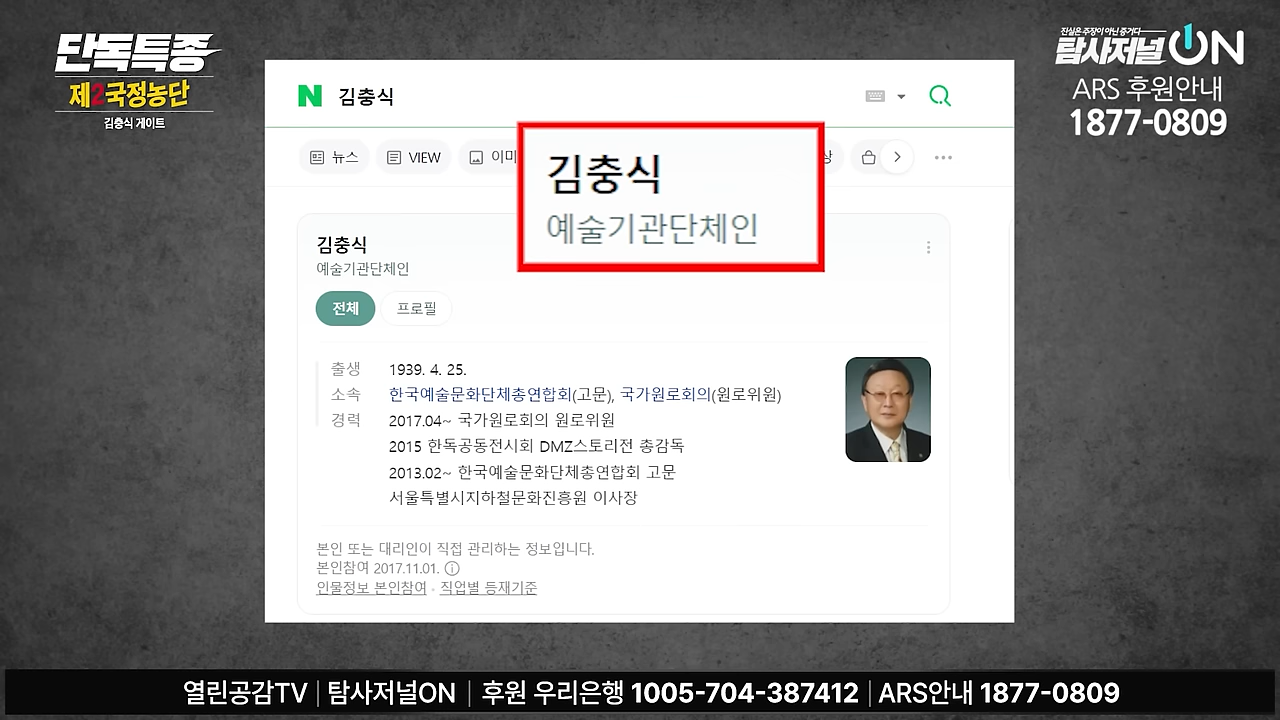 단독특종
제2국정농단
김충식 게이트
진실은 주장이 아닌 증거다
탐사저널ON
ARS 후원안내
1877-0809
N 김충식
뉴스 VIEW 이미 상
김충식
예술기관단체인
김충식
예술기관단체인
전체 프로필
출생 1939. 4. 25.
소속 한국예술문화단체총연합회(고문), 국가원로회의(원로위원)
경력 2017.04~ 국가원로회의 원로위원
2015 한독공동전시회 DMZ스토리전 총감독
2013.02~ 한국예술문화단체총연합회 고문
서울특별시지하철문화진흥원 이사장
본인 또는 대리인이 직접 관리하는 정보입니다.
본인참여 2017.11.01.
인물정보 본인참여 · 직업별 등재기준
열린공감TV | 탐사저널ON | 후원 우리은행 1005-704-387412 | ARS안내 1877-0809